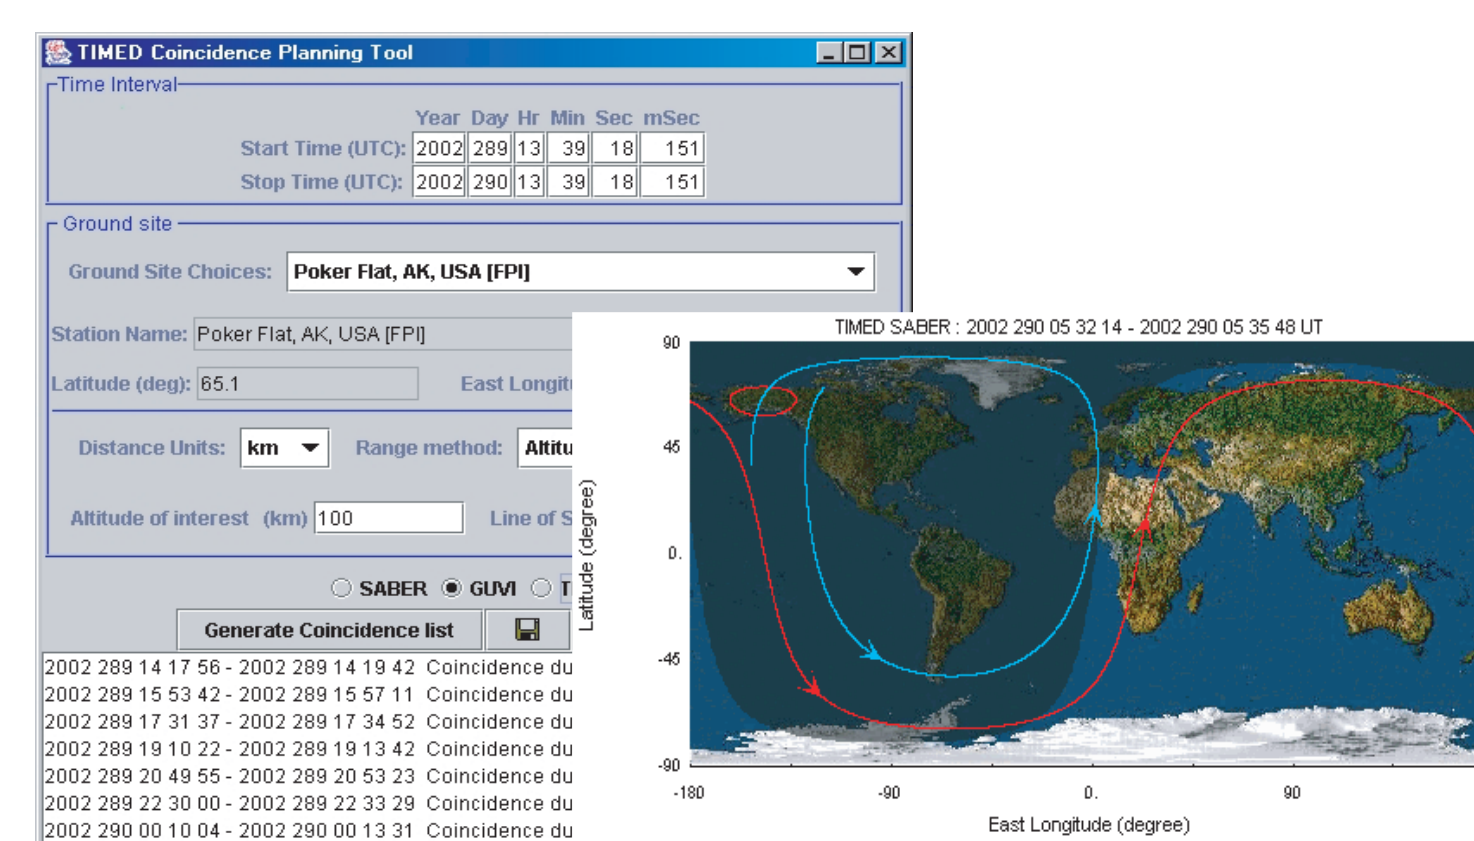 TIMED Coincidence Planning Tool
Time Interval
Year Day Hr Min Sec mSec
Start Time (UTC): 2002 289 13 39 18 151
Stop Time (UTC): 2002 290 13 39 18 151
Ground site
Ground Site Choices: Poker Flat, AK, USA [FPI]
Station Name: Poker Flat, AK, USA [FPI]
Latitude (deg): 65.1 East Longit
Distance Units: km Range method: Altitu
Altitude of interest (km) 100 Line of S
SABER GUVI T
Generate Coincidence list
2002 289 14 17 56 - 2002 289 14 19 42 Coincidence du
2002 289 15 53 42 - 2002 289 15 57 11 Coincidence du
2002 289 17 31 37 - 2002 289 17 34 52 Coincidence du
2002 289 19 10 22 - 2002 289 19 13 42 Coincidence du
2002 289 20 49 55 - 2002 289 20 53 23 Coincidence du
2002 289 22 30 00 - 2002 289 22 33 29 Coincidence du
2002 290 00 10 04 - 2002 290 00 13 31 Coincidence du
TIMED SABER : 2002 290 05 32 14 - 2002 290 05 35 48 UT
90
45
0.
-45
-90
Latitude (degree)
-180 -90 0. 90
East Longitude (degree)